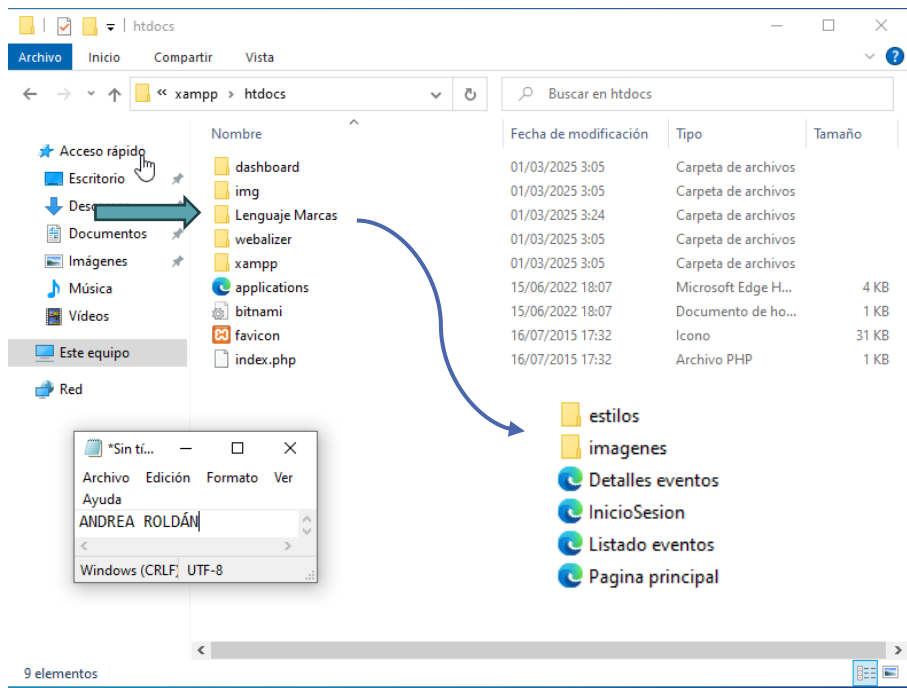 htdocs
Archivo Inicio Compartir Vista
« xampp › htdocs
Buscar en htdocs
Nombre Fecha de modificación Tipo Tamaño
Acceso rápido
Escritorio
Documentos
Imágenes
Música
Vídeos
Este equipo
Red
dashboard 01/03/2025 3:05 Carpeta de archivos
img 01/03/2025 3:05 Carpeta de archivos
Lenguaje Marcas 01/03/2025 3:24 Carpeta de archivos
webalizer 01/03/2025 3:05 Carpeta de archivos
xampp 01/03/2025 3:05 Carpeta de archivos
applications 15/06/2022 18:07 Microsoft Edge H... 4 KB
bitnami 15/06/2022 18:07 Documento de ho... 1 KB
favicon 16/07/2015 17:32 Icono 31 KB
index.php 16/07/2015 17:32 Archivo PHP 1 KB
estilos
imagenes
Detalles eventos
InicioSesion
Listado eventos
Pagina principal
*Sin tí...
Archivo Edición Formato Ver
Ayuda
ANDREA ROLDÁN
Windows (CRLF) UTF-8
9 elementos